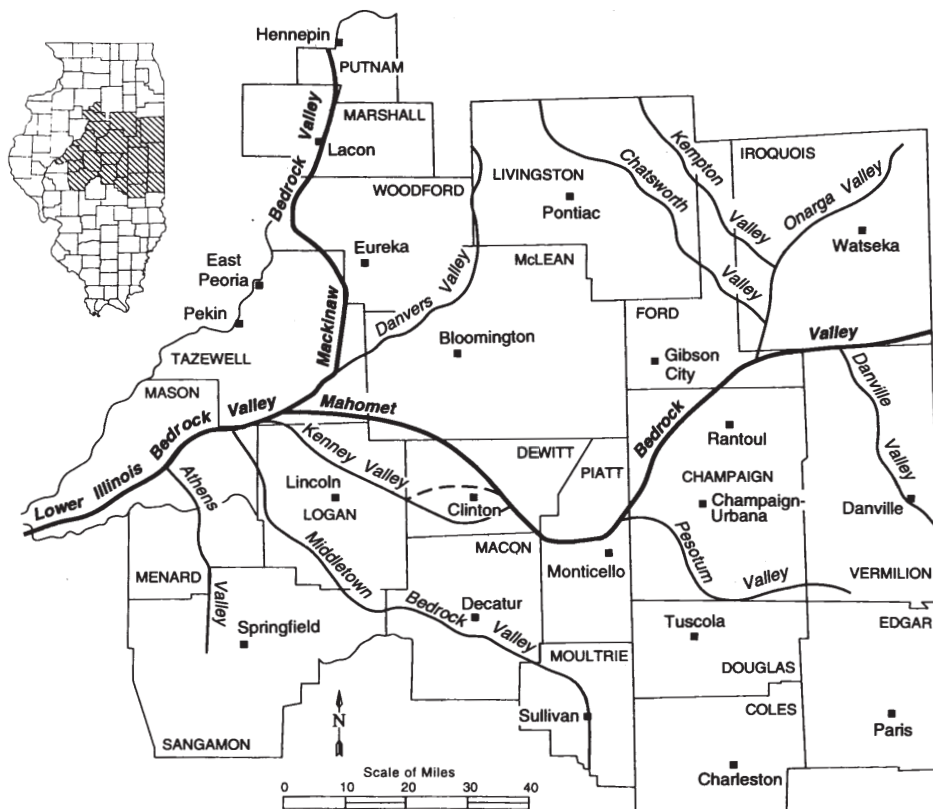 Hennepin
PUTNAM
MARSHALL
Lacon
Bedrock Valley
WOODFORD
LIVINGSTON
Pontiac
Chatsworth Valley
Kempton Valley
IROQUOIS
Onarga Valley
Watseka
East
Peoria
Eureka
McLEAN
Pekin
Mackinaw
Danvers Valley
Bloomington
FORD
Gibson
City
Valley
TAZEWELL
MASON
Lower Illinois Bedrock Valley
Mahomet
Bedrock
Danville Valley
Rantoul
Kenney Valley
DEWITT
PIATT
CHAMPAIGN
Athens Valley
Lincoln
LOGAN
Clinton
Champaign-
Urbana
Danville
Middletown Bedrock Valley
MACON
Monticello
Pesotum Valley
MENARD
VERMILION
Decatur
Springfield
Tuscola
EDGAR
MOULTRIE
DOUGLAS
COLES
Sullivan
Paris
SANGAMON
N
Charleston
Scale of Miles
0 10 20 30 40